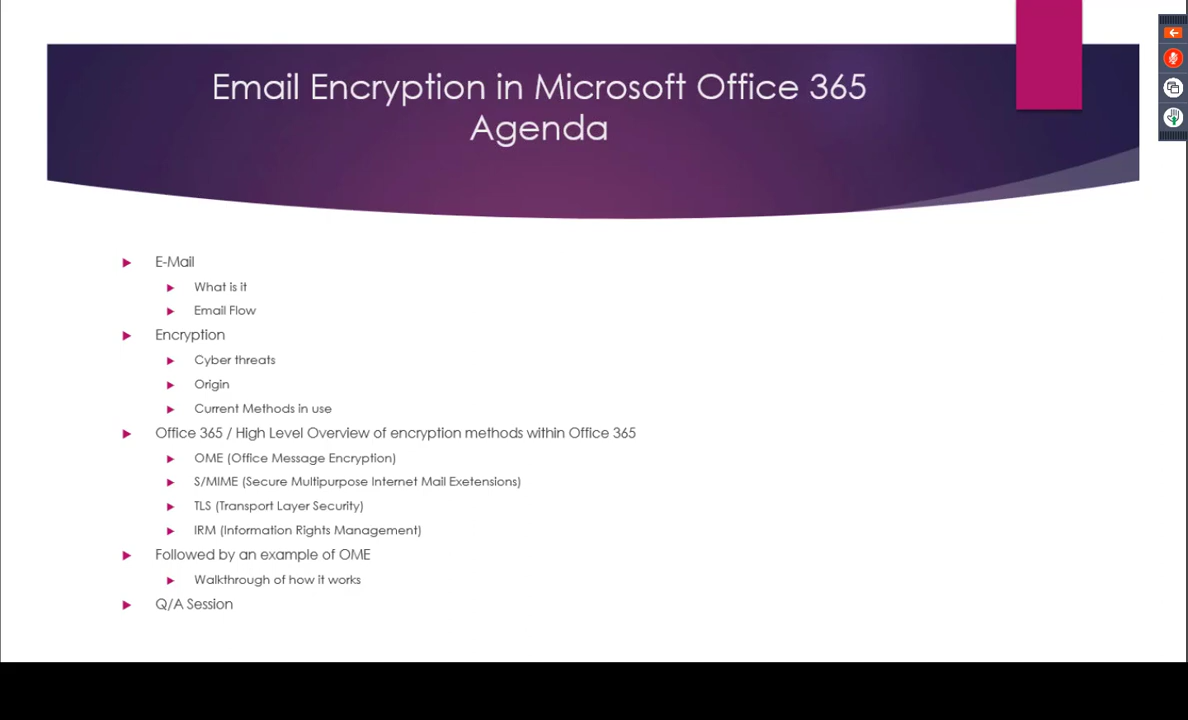 Email Encryption in Microsoft Office 365
Agenda
E-Mail
What is it
Email Flow
Encryption
Cyber threats
Origin
Current Methods in use
Office 365 / High Level Overview of encryption methods within Office 365
OME (Office Message Encryption)
S/MIME (Secure Multipurpose Internet Mail Exetensions)
TLS (Transport Layer Security)
IRM (Information Rights Management)
Followed by an example of OME
Walkthrough of how it works
Q/A Session